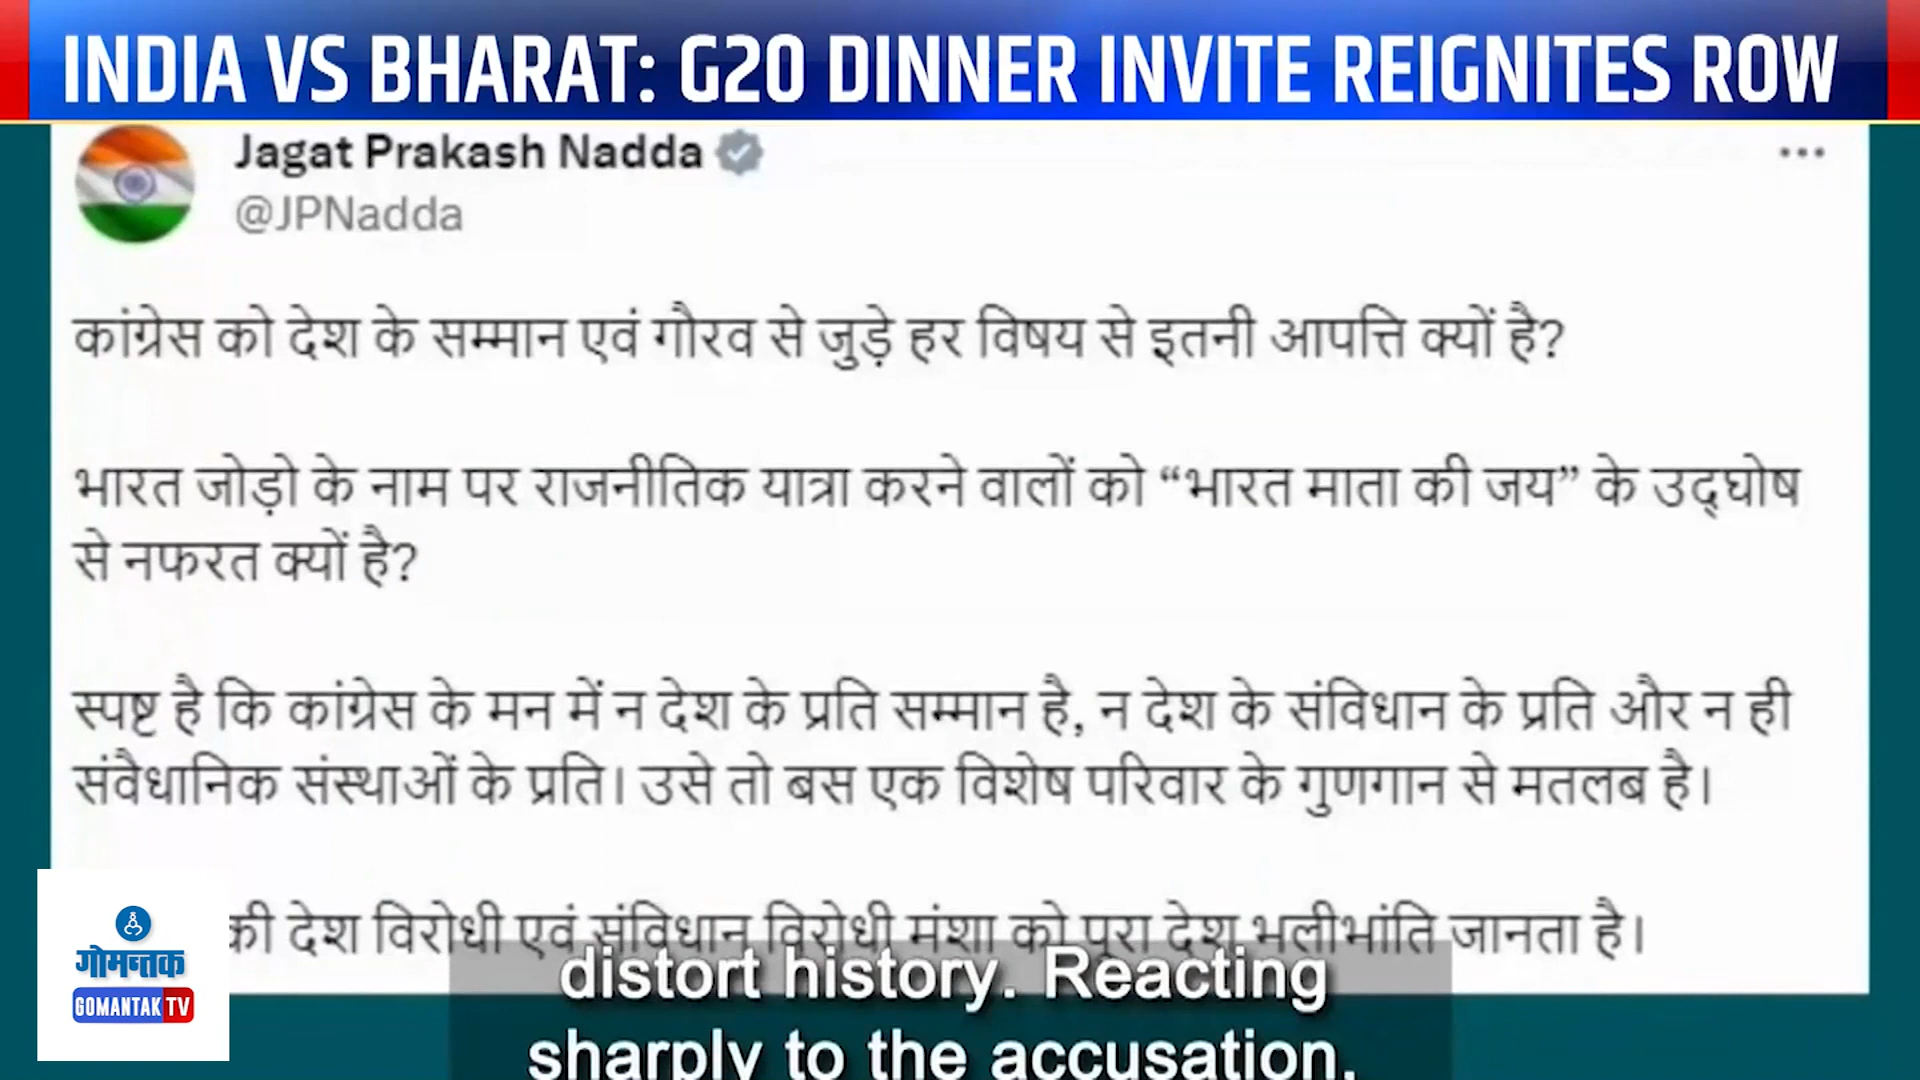 INDIA VS BHARAT: G20 DINNER INVITE REIGNITES ROW
Jagat Prakash Nadda
@JPNadda
कांग्रेस को देश के सम्मान एवं गौरव से जुड़े हर विषय से इतनी आपत्ति क्यों है?
भारत जोड़ो के नाम पर राजनीतिक यात्रा करने वालों को “भारत माता की जय” के उद्घोष
से नफरत क्यों है?
स्पष्ट है कि कांग्रेस के मन में न देश के प्रति सम्मान है, न देश के संविधान के प्रति और न ही
संवैधानिक संस्थाओं के प्रति। उसे तो बस एक विशेष परिवार के गुणगान से मतलब है।
की देश विरोधी एवं संविधान विरोधी मंशा को पूरा देश भलीभांति जानता है।
गोमन्तक
GOMANTAK TV
distort history. Reacting
sharply to the accusation,